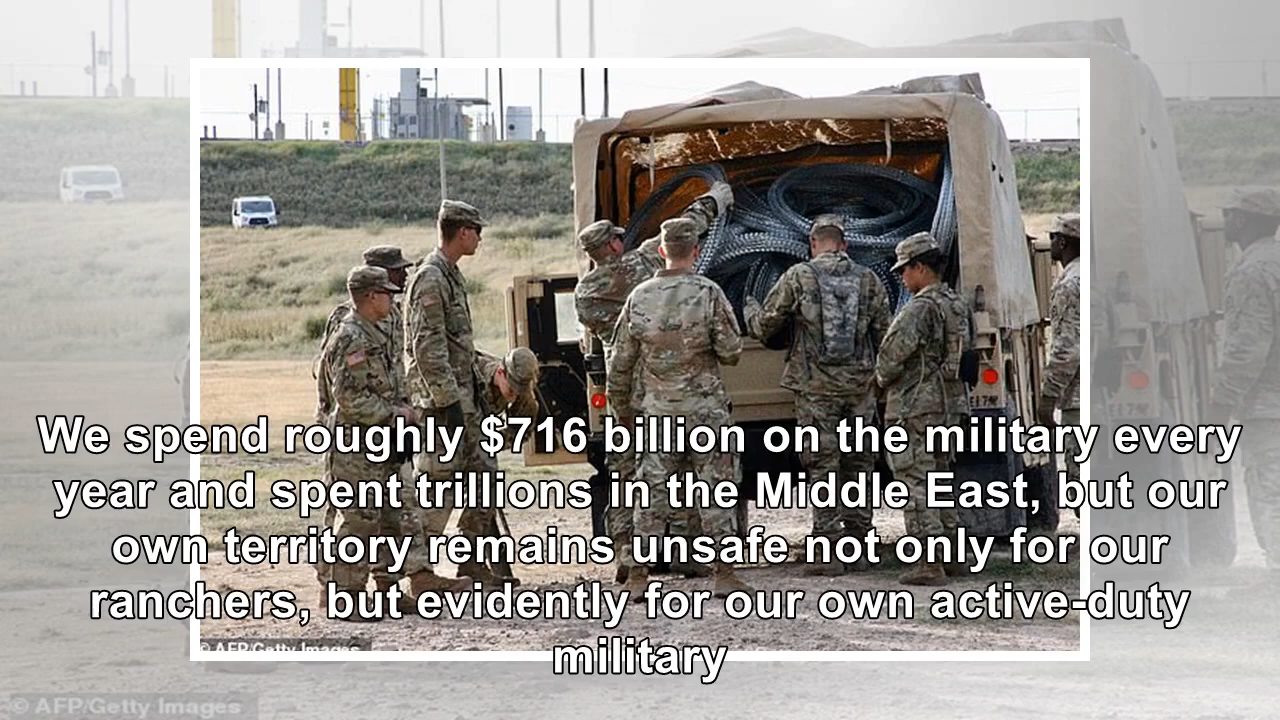 We spend roughly $716 billion on the military every
year and spent trillions in the Middle East, but our
own territory remains unsafe not only for our
ranchers, but evidently for our own active-duty
military
© AFP/Getty Images
© AFP/Getty Images